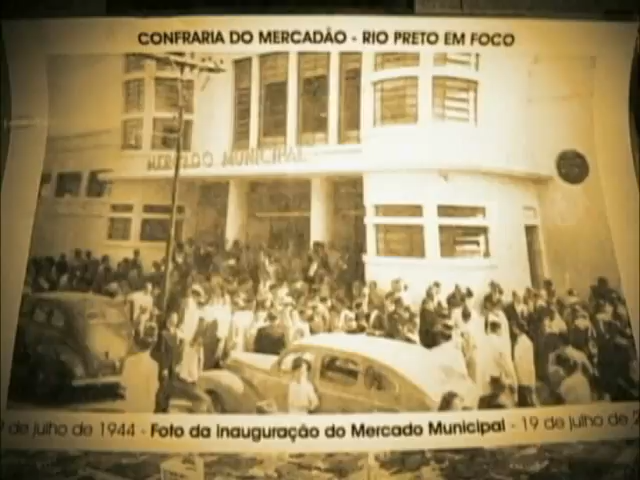 CONFRARIA DO MERCADÃO - RIO PRETO EM FOCO
MERCADO MUNICIPAL
de julho de 1944 - Foto da inauguração do Mercado Municipal - 19 de julho de